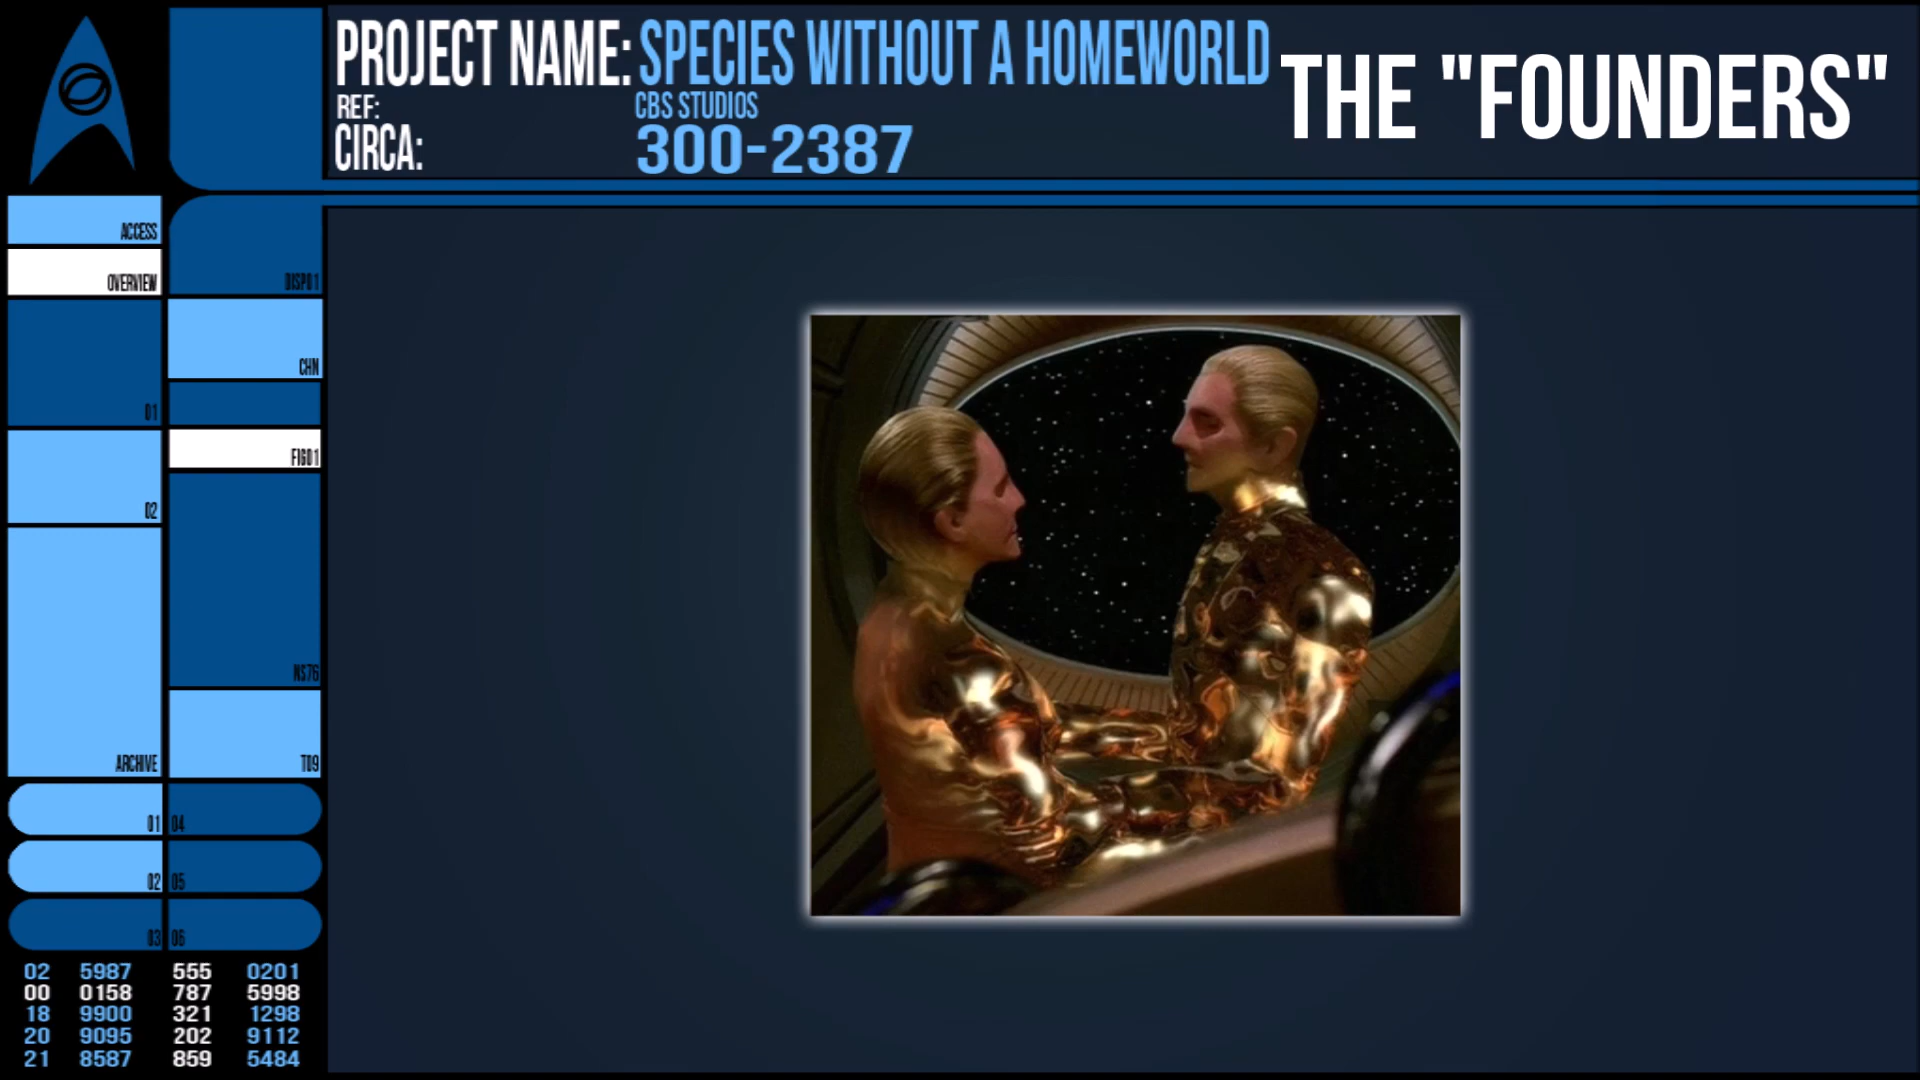 PROJECT NAME: SPECIES WITHOUT A HOMEWORLD
THE "FOUNDERS"
REF: CBS STUDIOS
CIRCA: 300-2387
ACCESS
OVERVIEW
DISP01
CHN
01
FIG01
02
NS76
ARCHIVE
T09
01 04
02 05
03 06
02 5987 555 0201
00 0158 787 5998
18 9900 321 1298
20 9095 202 9112
21 8587 859 5484